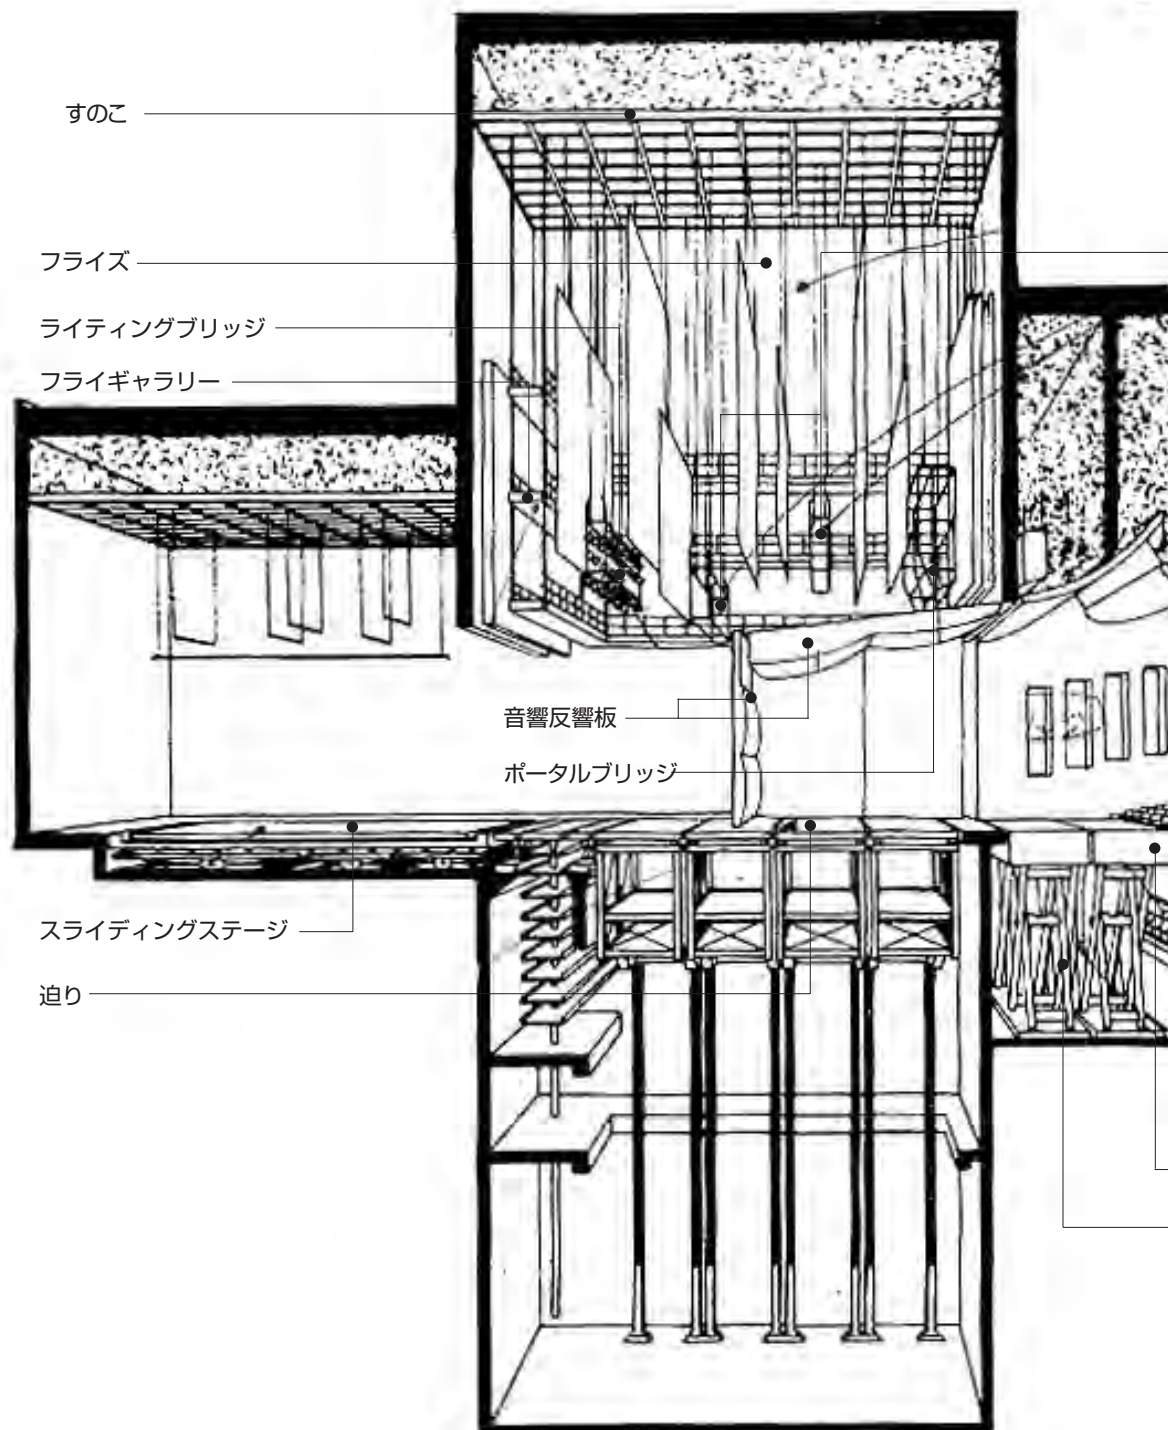 すのこ
フライズ
ライティングブリッジ
フライギャラリー
音響反響板
ポータルブリッジ
スライディングステージ
迫り